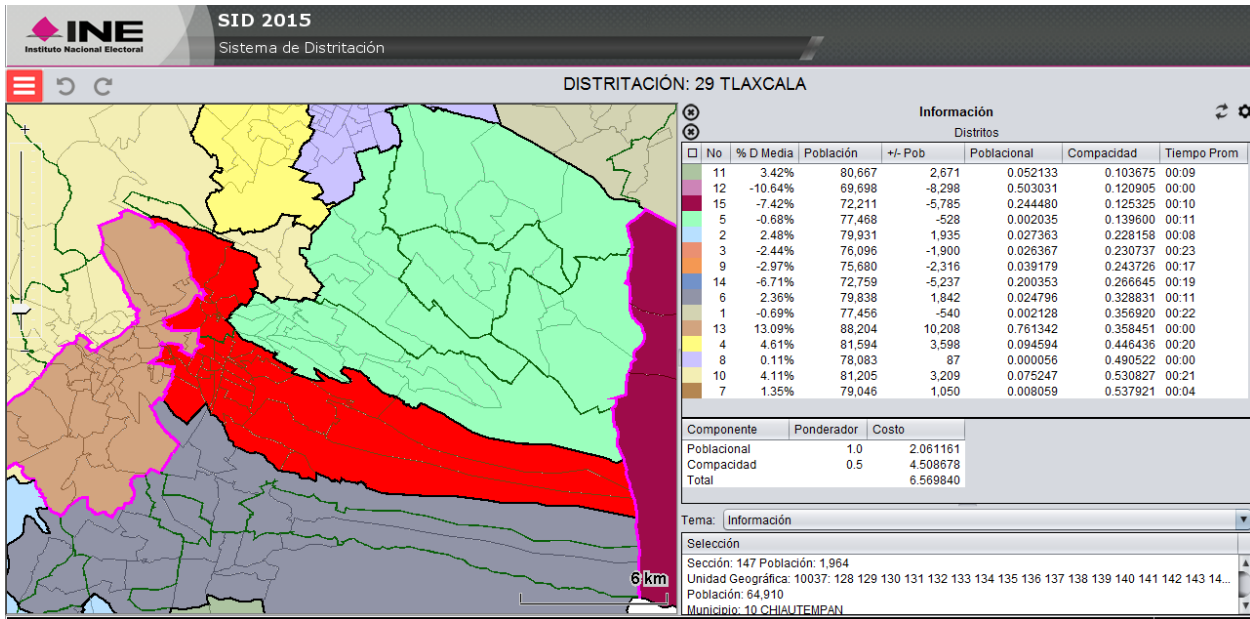 INE
Instituto Nacional Electoral
SID 2015
Sistema de Distritación
DISTRITACIÓN: 29 TLAXCALA
Información
Distritos
No % D Media Población +/- Pob Poblacional Compacidad Tiempo Prom
11 3.42% 80,667 2,671 0.052133 0.103675 00:09
12 -10.64% 69,698 -8,298 0.503031 0.120905 00:00
15 -7.42% 72,211 -5,785 0.244480 0.125325 00:10
5 -0.68% 77,468 -528 0.002035 0.139600 00:11
2 2.48% 79,931 1,935 0.027363 0.228158 00:08
3 -2.44% 76,096 -1,900 0.026367 0.230737 00:23
9 -2.97% 75,680 -2,316 0.039179 0.243726 00:17
14 -6.71% 72,759 -5,237 0.200353 0.266645 00:19
6 2.36% 79,838 1,842 0.024796 0.328831 00:11
1 -0.69% 77,456 -540 0.002128 0.356920 00:22
13 13.09% 88,204 10,208 0.761342 0.358451 00:00
4 4.61% 81,594 3,598 0.094594 0.446436 00:20
8 0.11% 78,083 87 0.000056 0.490522 00:00
10 4.11% 81,205 3,209 0.075247 0.530827 00:21
7 1.35% 79,046 1,050 0.008059 0.537921 00:04
Componente Ponderador Costo
Poblacional 1.0 2.061161
Compacidad 0.5 4.508678
Total 6.569840
Tema: Información
Selección
Sección: 147 Población: 1,964
Unidad Geográfica: 10037: 128 129 130 131 132 133 134 135 136 137 138 139 140 141 142 143 14...
Población: 64,910
Municipio: 10 CHIAUTEMPAN
6 km